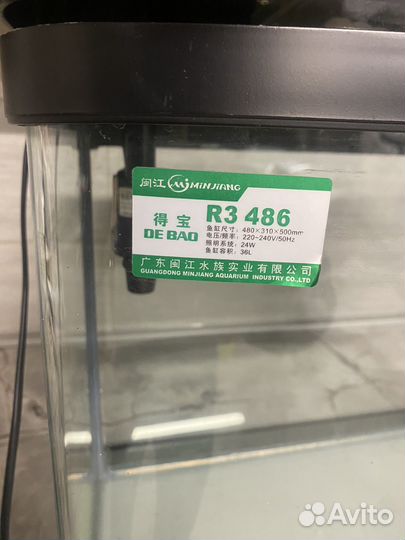 闽江 MINJIANG
得宝
DE BAO
R3 486
鱼缸尺寸：480×310×500mm
电压/频率：220~240V/50Hz
照明系统：24W
鱼缸容积：36L
广东闽江水族实业有限公司
GUANGDONG MINJIANG AQUARIUM INDUSTRY CO.,LTD
Avito